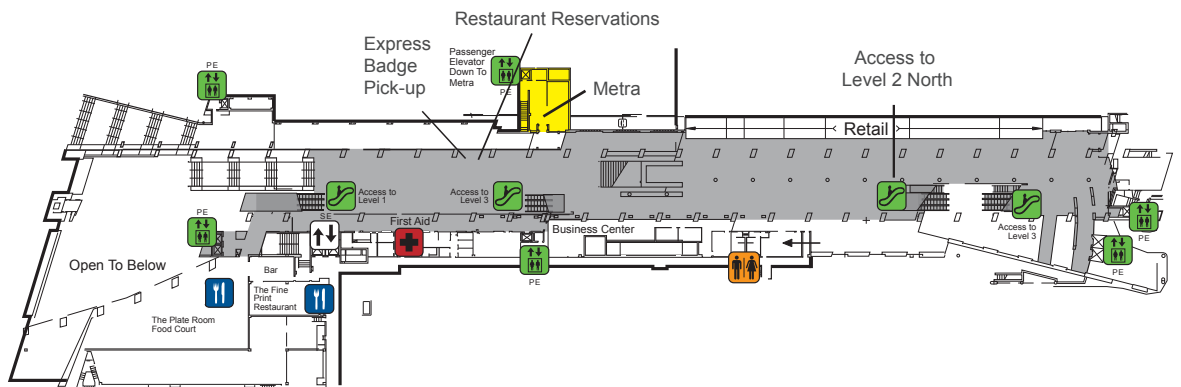 Restaurant Reservations
Express
Badge
Pick-up
Passenger
Elevator
Down To
Metra
PE
PE
Metra
Access to
Level 2 North
Retail
Access to
Level 1
Access to
Level 3
PE
SE
First Aid
Business Center
Access to
Level 3
PE
PE
PE
Open To Below
Bar
The Fine
Print
Restaurant
The Plate Room
Food Court